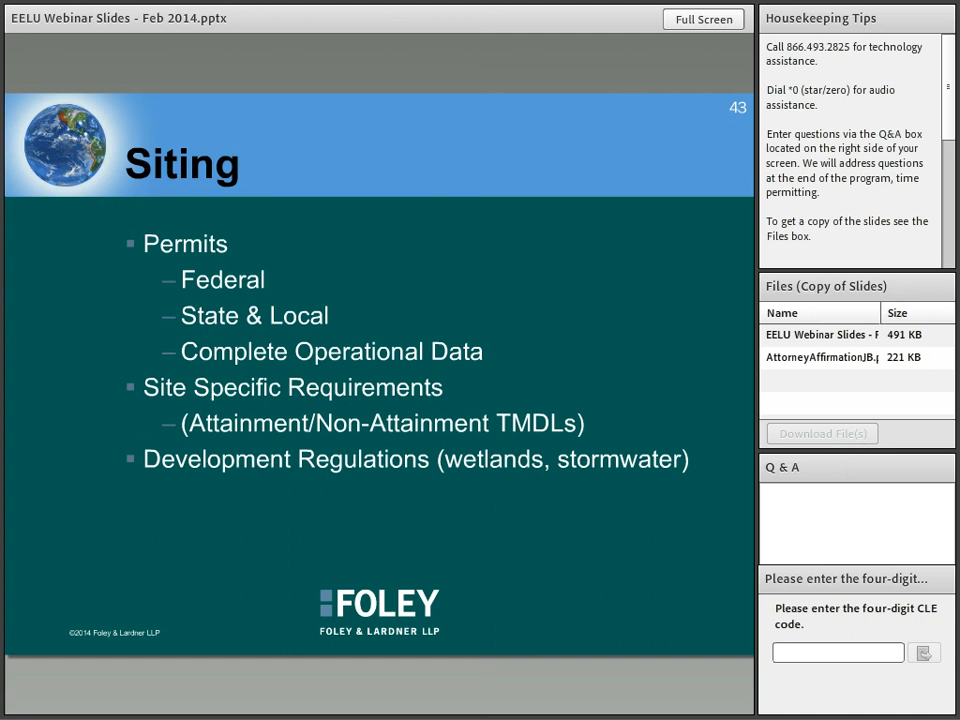 EELU Webinar Slides - Feb 2014.pptx
Full Screen
43
Siting
Permits
– Federal
– State & Local
– Complete Operational Data
Site Specific Requirements
– (Attainment/Non-Attainment TMDLs)
Development Regulations (wetlands, stormwater)
FOLEY
FOLEY & LARDNER LLP
©2014 Foley & Lardner LLP
Housekeeping Tips
Call 866.493.2825 for technology
assistance.
Dial *0 (star/zero) for audio
assistance.
Enter questions via the Q&A box
located on the right side of your
screen. We will address questions
at the end of the program, time
permitting.
To get a copy of the slides see the
Files box.
Files (Copy of Slides)
Name Size
EELU Webinar Slides - F 491 KB
AttorneyAffirmationJB.p 221 KB
Download File(s)
Q & A
Please enter the four-digit...
Please enter the four-digit CLE
code.